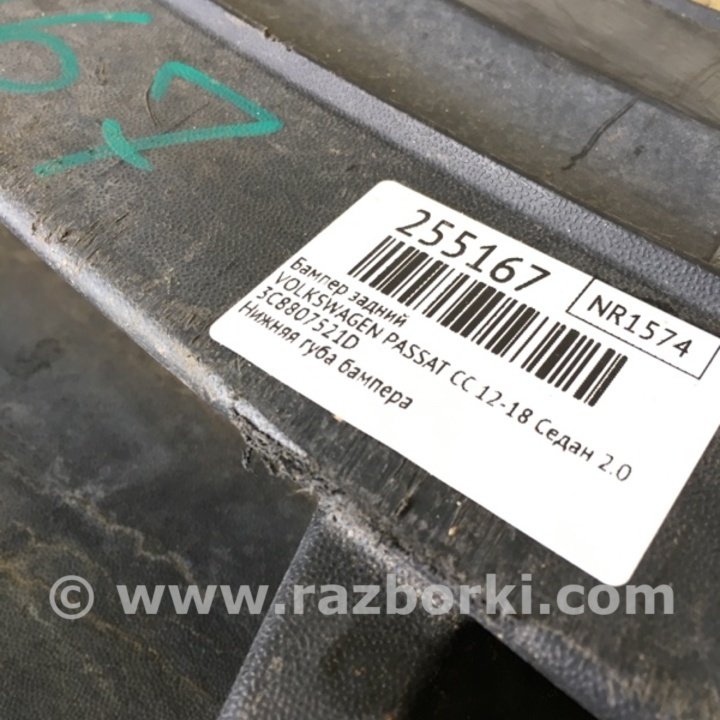 67
255167
NR1574
Бампер задний
VOLKSWAGEN PASSAT CC 12-18 Седан 2.0
3C8807521D
Нижняя губа бампера
© www.razborki.com